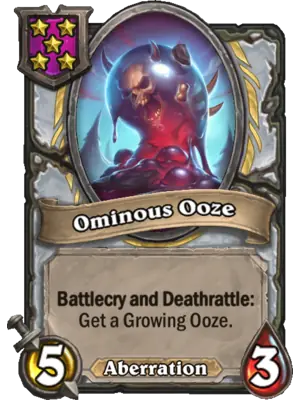 Ominous Ooze
Battlecry and Deathrattle:
Get a Growing Ooze.
5
Aberration
3